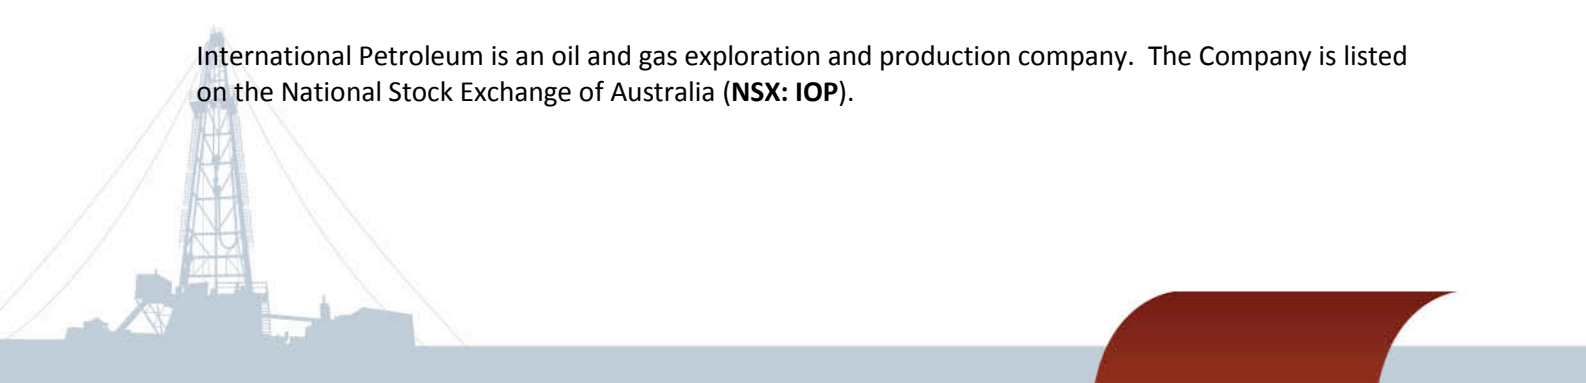 International Petroleum is an oil and gas exploration and production company.  The Company is listed
on the National Stock Exchange of Australia (NSX: IOP).